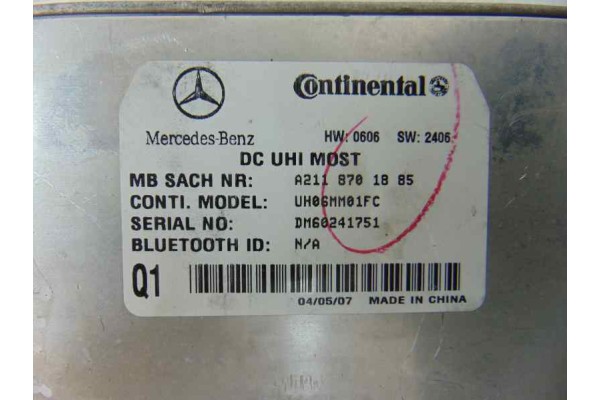 Continental
Mercedes-Benz
HW: 0606 SW: 2406
DC UHI MOST
MB SACH NR: A211 870 18 85
CONTI. MODEL: UH06MM01FC
SERIAL NO: DM60241751
BLUETOOTH ID: N/A
Q1
04/05/07 MADE IN CHINA